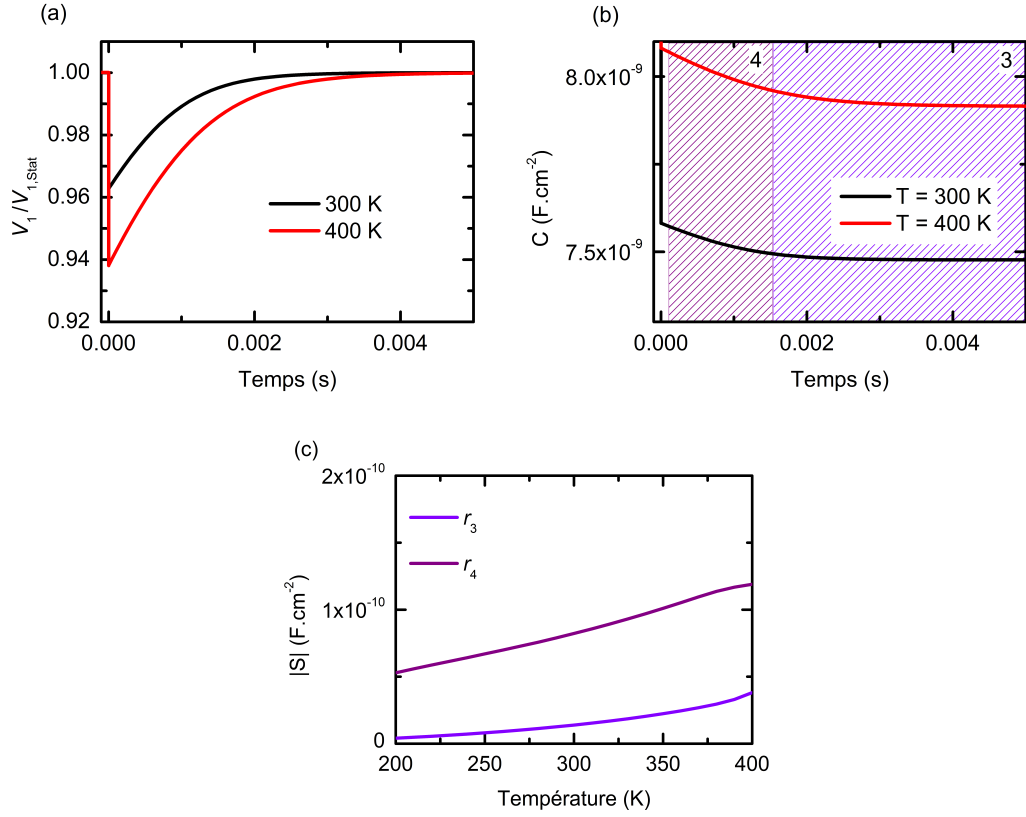 (a)
1.00
0.98
0.96
0.94
0.92
V1/V1,Stat
300 K
400 K
0.000
0.002
0.004
Temps (s)
(b)
8.0x10-9
7.5x10-9
C (F.cm-2)
4
3
T = 300 K
T = 400 K
0.000
0.002
0.004
Temps (s)
(c)
2x10-10
1x10-10
0
|S| (F.cm-2)
r3
r4
200
250
300
350
400
Température (K)